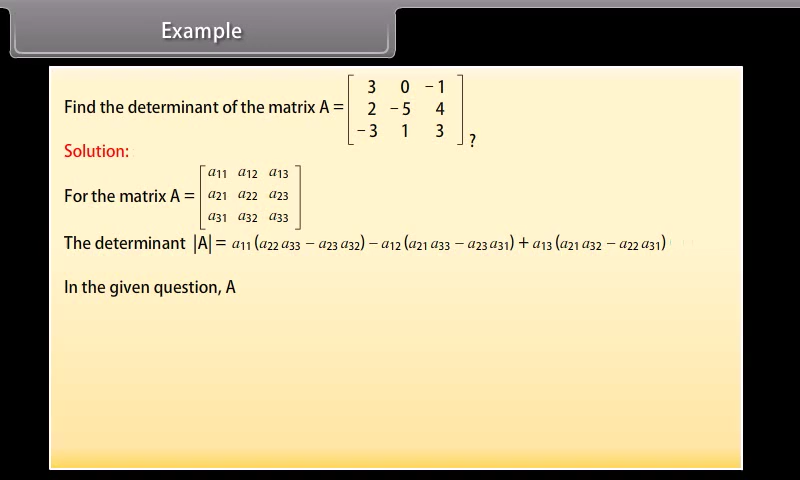 Example
Find the determinant of the matrix A = [ 3 0 −1
2 −5 4
−3 1 3 ] ?
Solution:
For the matrix A = [ a11 a12 a13
a21 a22 a23
a31 a32 a33 ]
The determinant |A| = a11 (a22 a33 − a23 a32) − a12 (a21 a33 − a23 a31) + a13 (a21 a32 − a22 a31)
In the given question, A